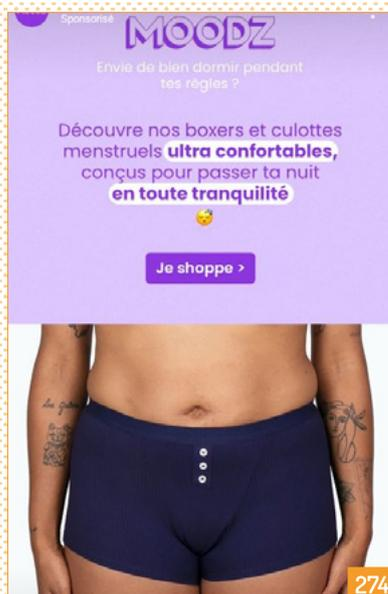 Sponsorisé
MOODZ
Envie de bien dormir pendant
tes règles ?
Découvre nos boxers et culottes
menstruels ultra confortables,
conçus pour passer ta nuit
en toute tranquilité
😴
Je shoppe >
274